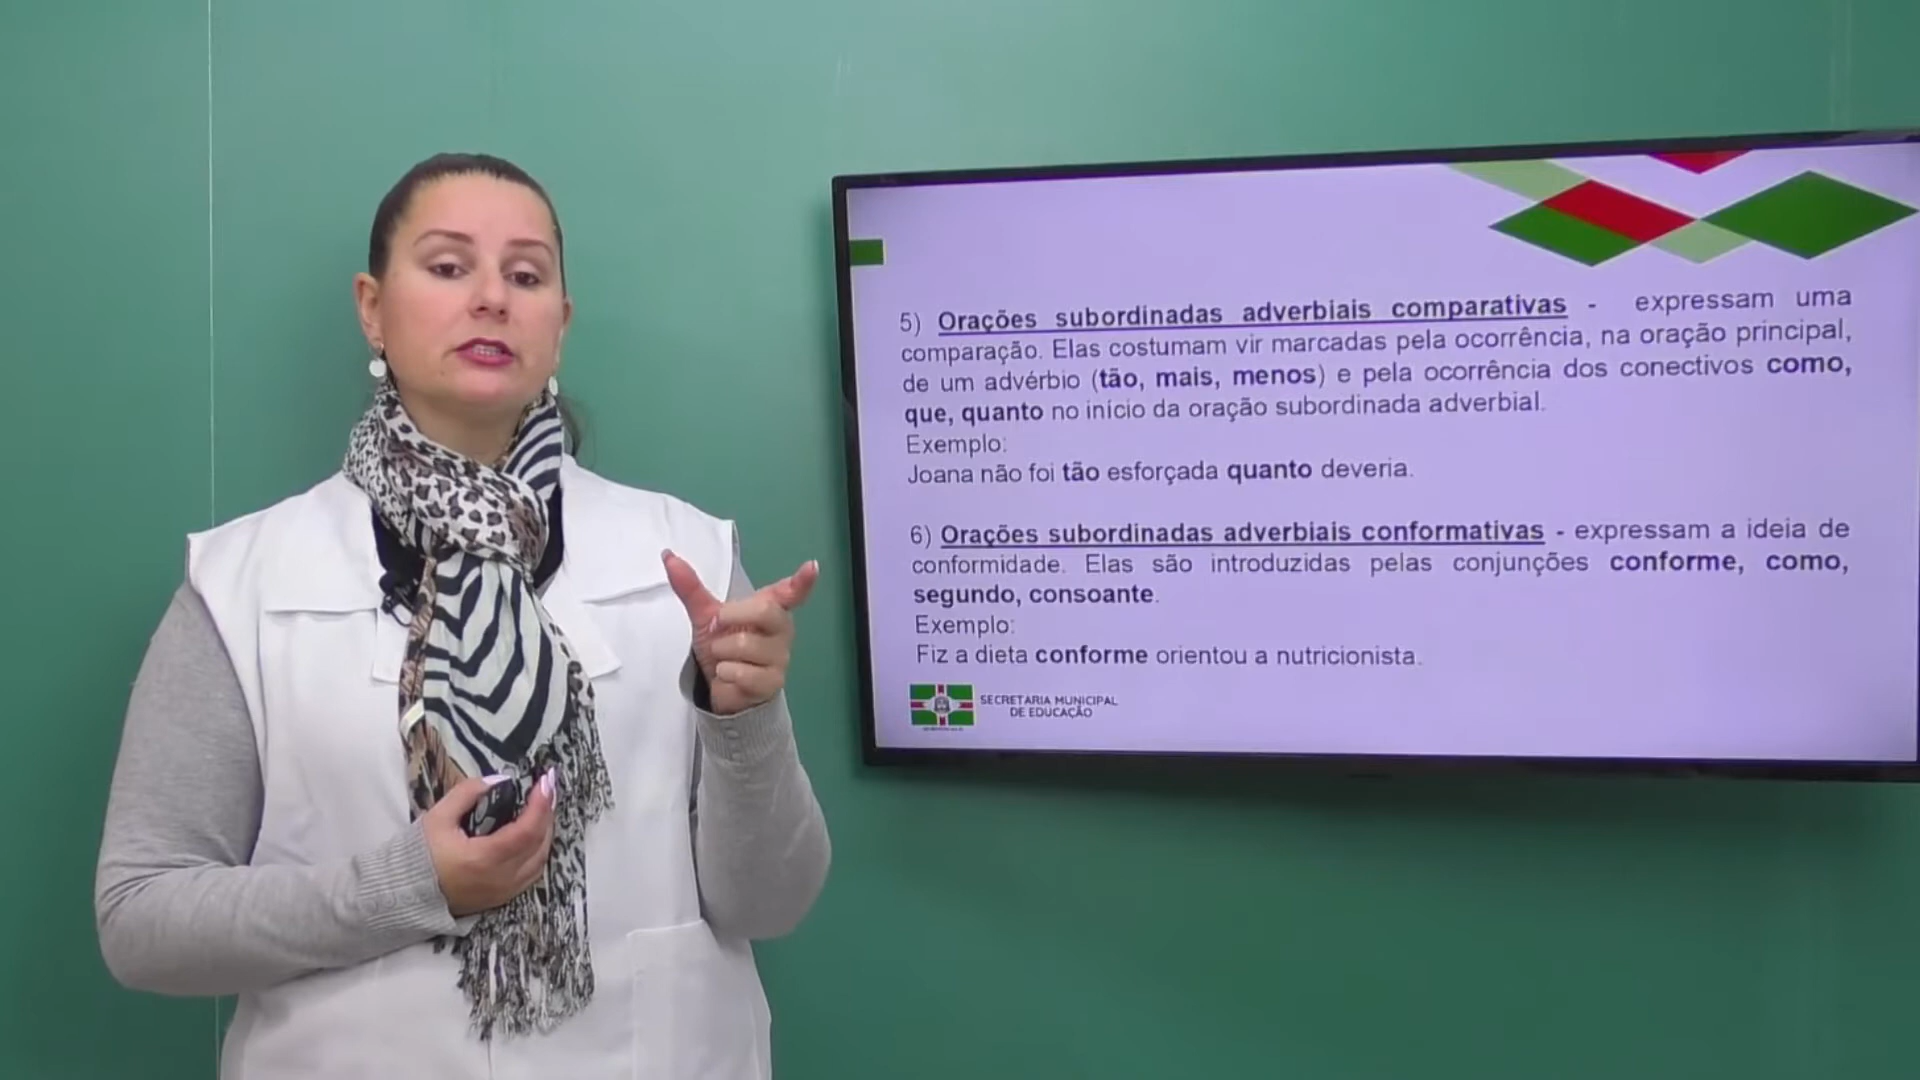 5) Orações subordinadas adverbiais comparativas - expressam uma
comparação. Elas costumam vir marcadas pela ocorrência, na oração principal,
de um advérbio (tão, mais, menos) e pela ocorrência dos conectivos como,
que, quanto no início da oração subordinada adverbial.
Exemplo:
Joana não foi tão esforçada quanto deveria.
6) Orações subordinadas adverbiais conformativas - expressam a ideia de
conformidade. Elas são introduzidas pelas conjunções conforme, como,
segundo, consoante.
Exemplo:
Fiz a dieta conforme orientou a nutricionista.
SECRETARIA MUNICIPAL
DE EDUCAÇÃO